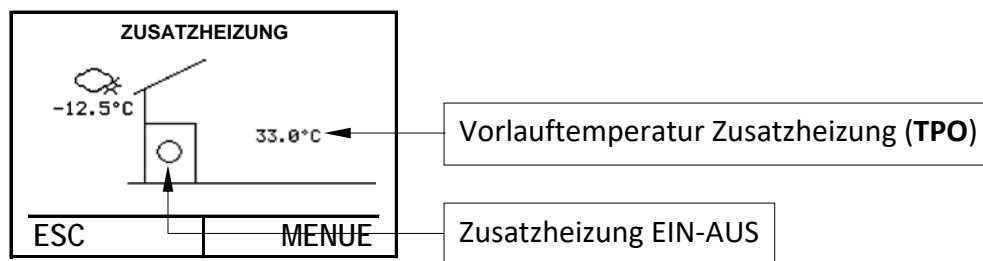 ZUSATZHEIZUNG
-12.5°C
33.0°C
Vorlauftemperatur Zusatzheizung (TPO)
ESC
MENUE
Zusatzheizung EIN-AUS